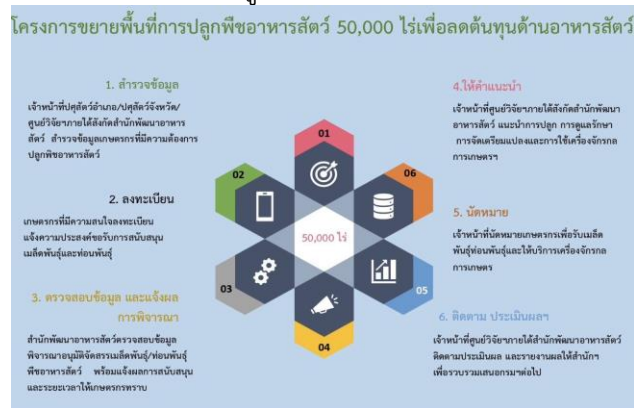 โครงการขยายพื้นที่การปลูกพืชอาหารสัตว์ 50,000 ไร่เพื่อลดต้นทุนด้านอาหารสัตว์
1. สำรวจข้อมูล
เจ้าหน้าที่ปศุสัตว์อำเภอ/ปศุสัตว์จังหวัด/
ศูนย์วิจัยฯภายใต้สังกัดสำนักพัฒนาอาหาร
สัตว์ สำรวจข้อมูลเกษตรกรที่มีความต้องการ
ปลูกพืชอาหารสัตว์
2. ลงทะเบียน
เกษตรกรที่มีความสนใจลงทะเบียน
แจ้งความประสงค์ขอรับการสนับสนุน
เมล็ดพันธุ์และท่อนพันธุ์
3. ตรวจสอบข้อมูล และแจ้งผล
การพิจารณา
สำนักพัฒนาอาหารสัตว์ตรวจสอบข้อมูล
พิจารณาอนุมัติจัดสรรเมล็ดพันธุ์/ท่อนพันธุ์
พืชอาหารสัตว์ พร้อมแจ้งผลการสนับสนุน
และระยะเวลาให้เกษตรกรทราบ
01
02
03
04
05
06
50,000 ไร่
4.ให้คำแนะนำ
เจ้าหน้าที่ศูนย์วิจัยฯภายใต้สังกัดสำนักพัฒนา
อาหารสัตว์ แนะนำการปลูก การดูแลรักษา
การจัดเตรียมแปลงและการใช้เครื่องจักรกล
การเกษตรฯ
5. นัดหมาย
เจ้าหน้าที่นัดหมายเกษตรกรเพื่อรับเมล็ด
พันธุ์ท่อนพันธุ์และให้บริการเครื่องจักรกล
การเกษตร
6. ติดตาม ประเมินผลฯ
เจ้าหน้าที่ศูนย์วิจัยฯภายใต้สำนักพัฒนาอาหารสัตว์
ติดตามประเมินผล และรายงานผลให้สำนักฯ
เพื่อรวบรวมเสนอกรมฯต่อไป